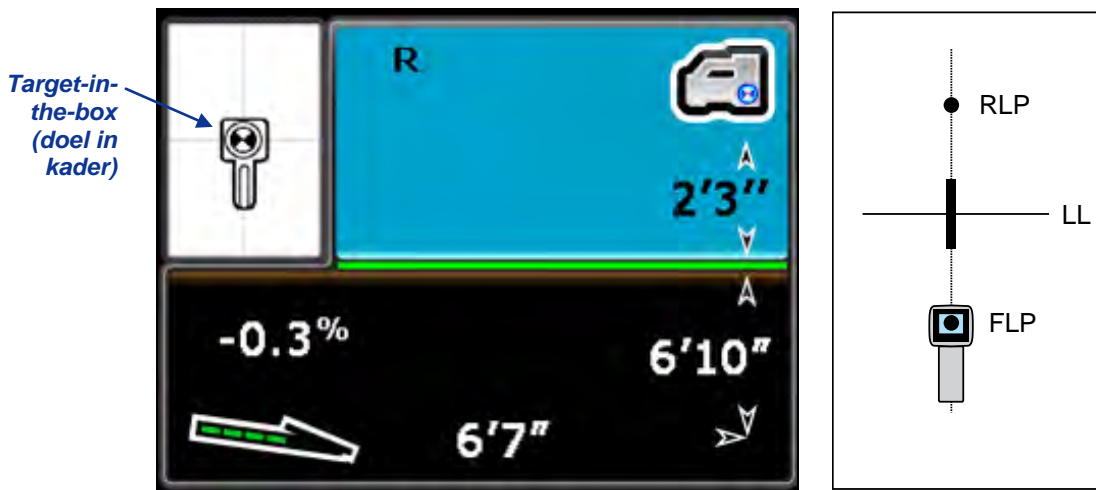 Target-in-
the-box
(doel in
kader)
R
2'3"
-0.3%
6'10"
6'7"
RLP
LL
FLP